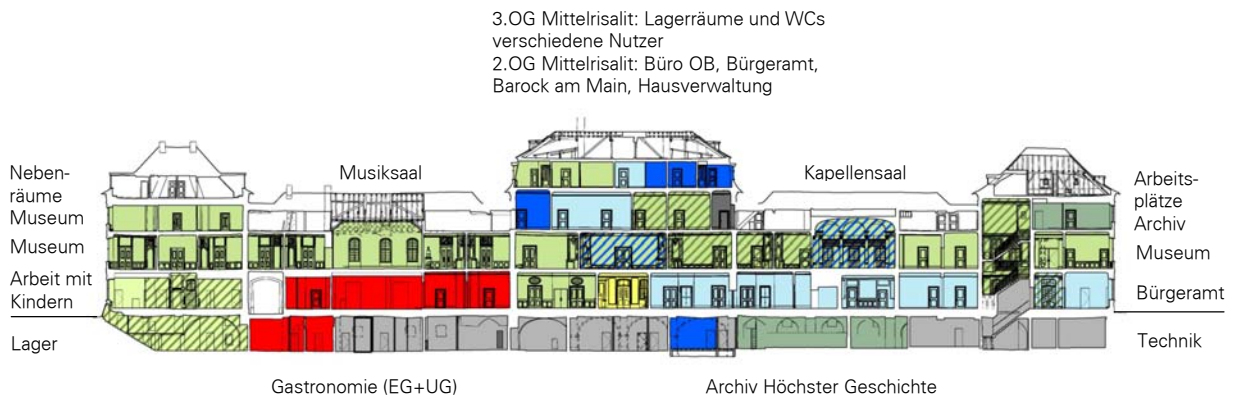 3.OG Mittelrisalit: Lagerräume und WCs
verschiedene Nutzer
2.OG Mittelrisalit: Büro OB, Bürgeramt,
Barock am Main, Hausverwaltung
Neben-
räume
Museum
Musiksaal
Kapellensaal
Arbeits-
plätze
Archiv
Museum
Museum
Arbeit mit
Kindern
Bürgeramt
Lager
Technik
Gastronomie (EG+UG)
Archiv Höchster Geschichte